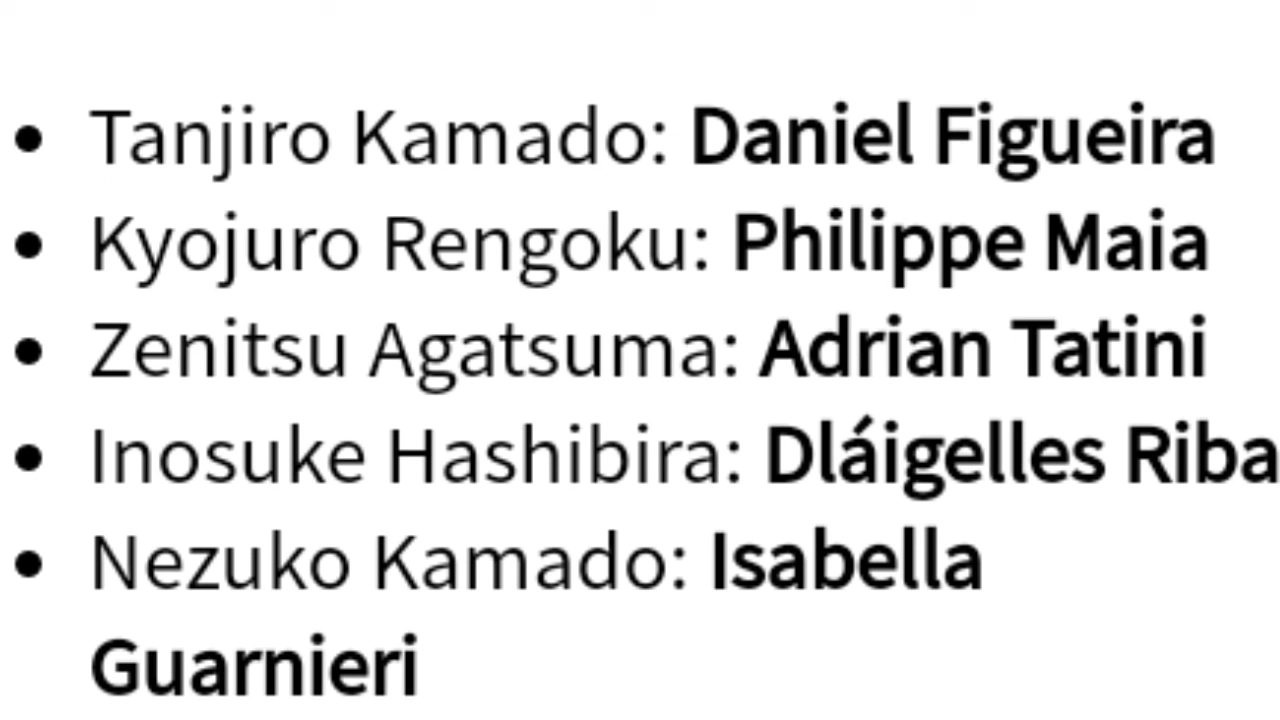 • Tanjiro Kamado: Daniel Figueira
• Kyojuro Rengoku: Philippe Maia
• Zenitsu Agatsuma: Adrian Tatini
• Inosuke Hashibira: Dláigelles Riba
• Nezuko Kamado: Isabella
Guarnieri